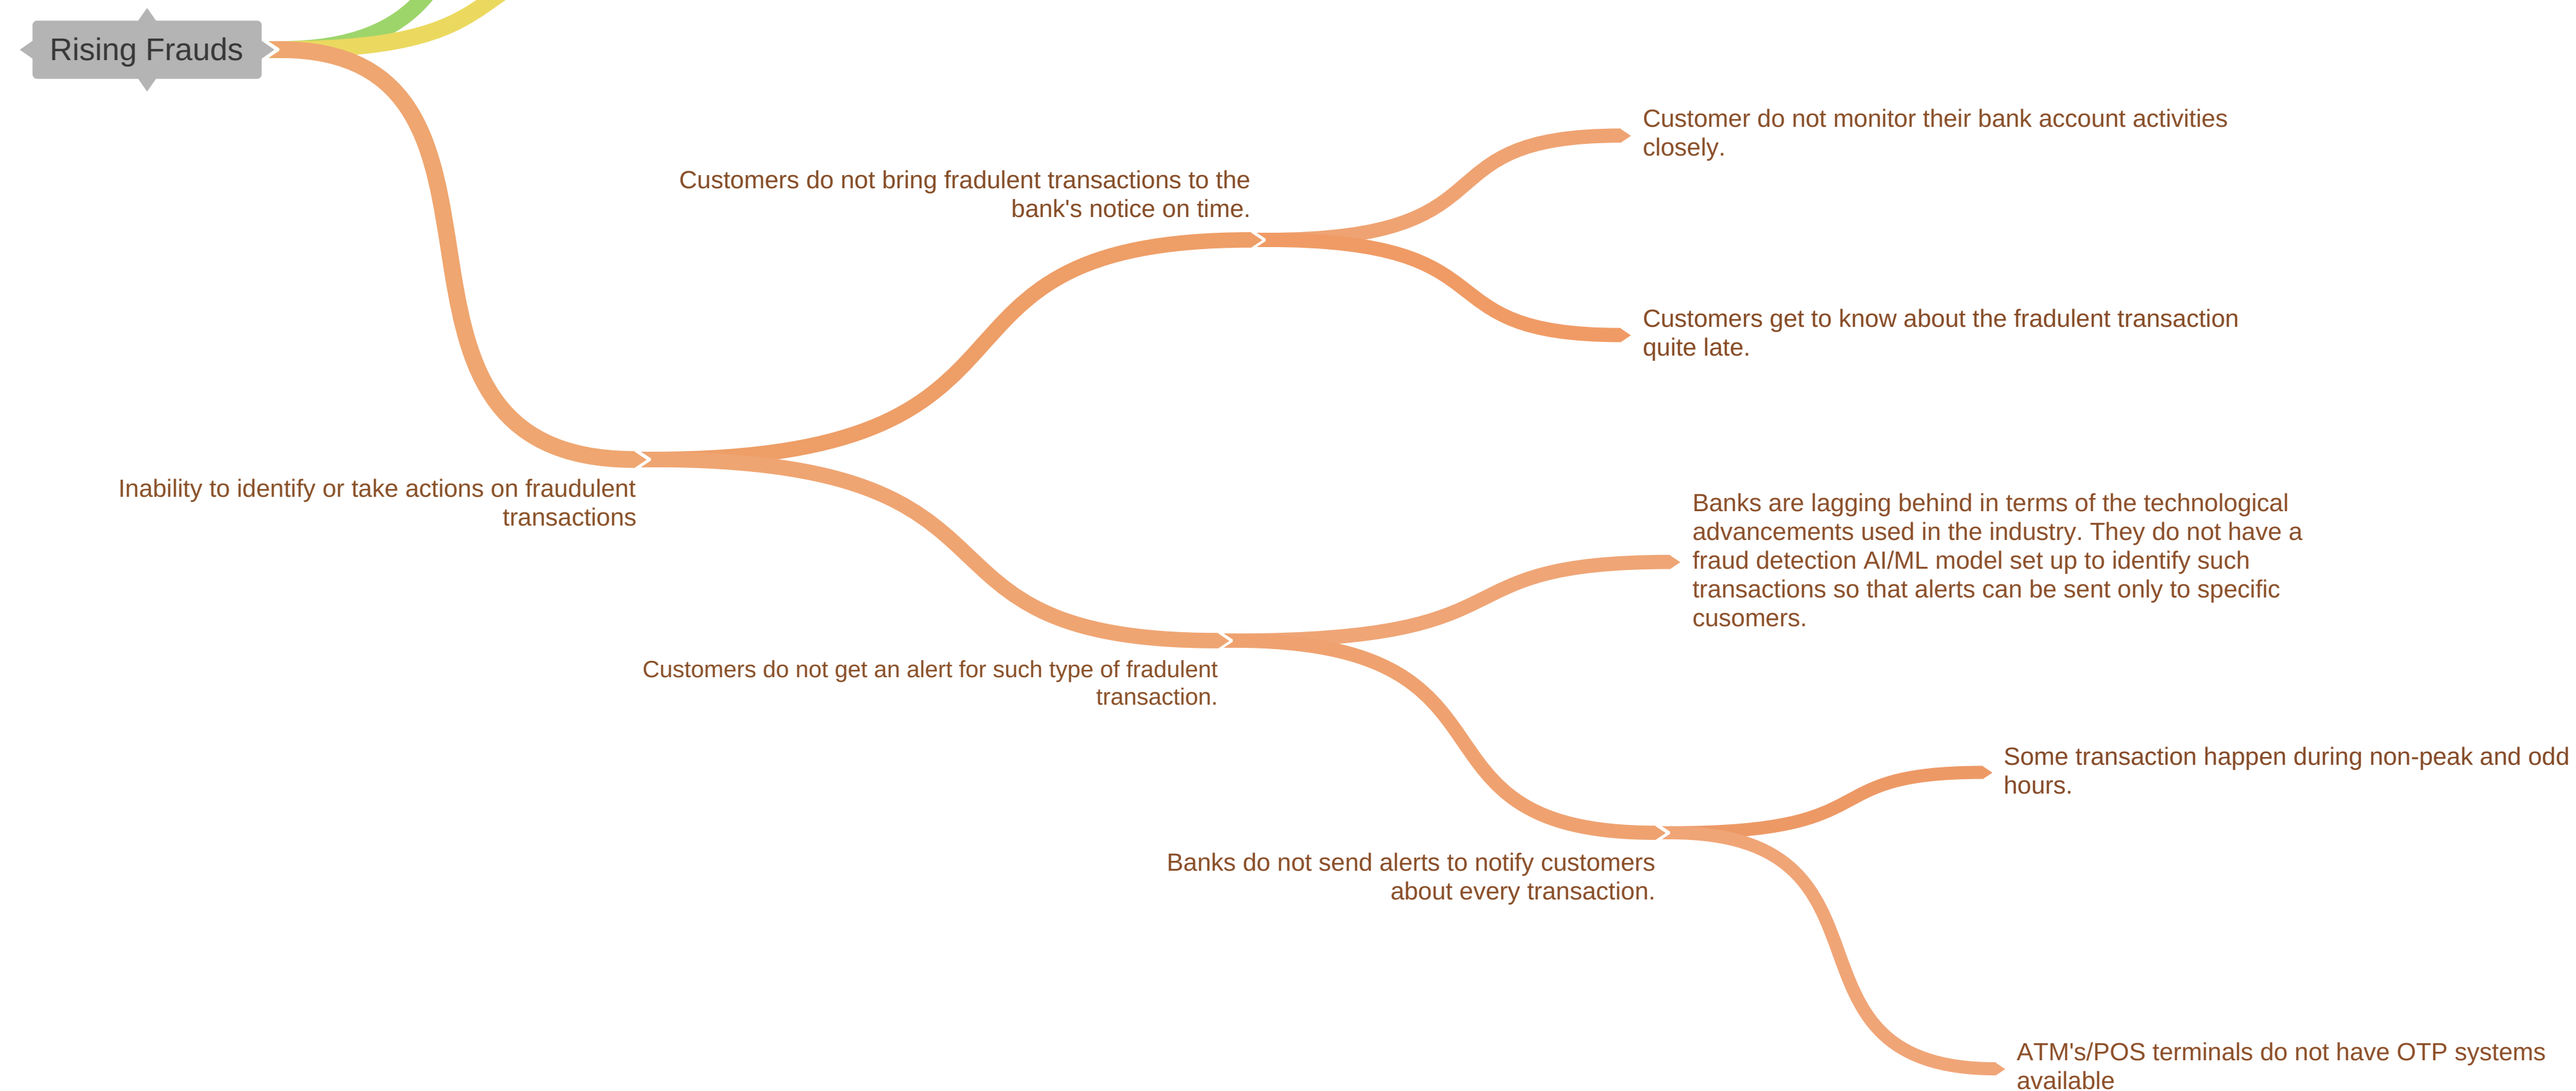 Rising Frauds
Customer do not monitor their bank account activities
closely.
Customers do not bring fradulent transactions to the
bank's notice on time.
Customers get to know about the fradulent transaction
quite late.
Inability to identify or take actions on fraudulent
transactions
Banks are lagging behind in terms of the technological
advancements used in the industry. They do not have a
fraud detection AI/ML model set up to identify such
transactions so that alerts can be sent only to specific
cusomers.
Customers do not get an alert for such type of fradulent
transaction.
Some transaction happen during non-peak and odd
hours.
Banks do not send alerts to notify customers
about every transaction.
ATM's/POS terminals do not have OTP systems
available